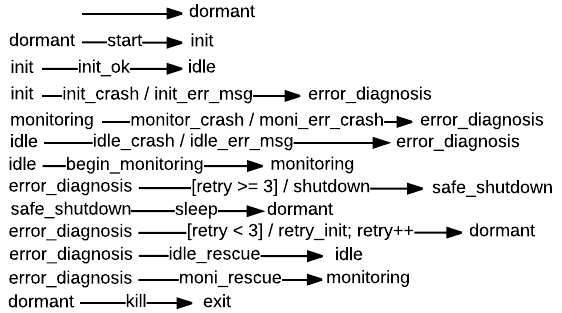 dormant
dormant start init
init init_ok idle
init init_crash / init_err_msg error_diagnosis
monitoring monitor_crash / moni_err_crash error_diagnosis
idle idle_crash / idle_err_msg error_diagnosis
idle begin_monitoring monitoring
error_diagnosis [retry >= 3] / shutdown safe_shutdown
safe_shutdown sleep dormant
error_diagnosis [retry < 3] / retry_init; retry++ dormant
error_diagnosis idle_rescue idle
error_diagnosis moni_rescue monitoring
dormant kill exit